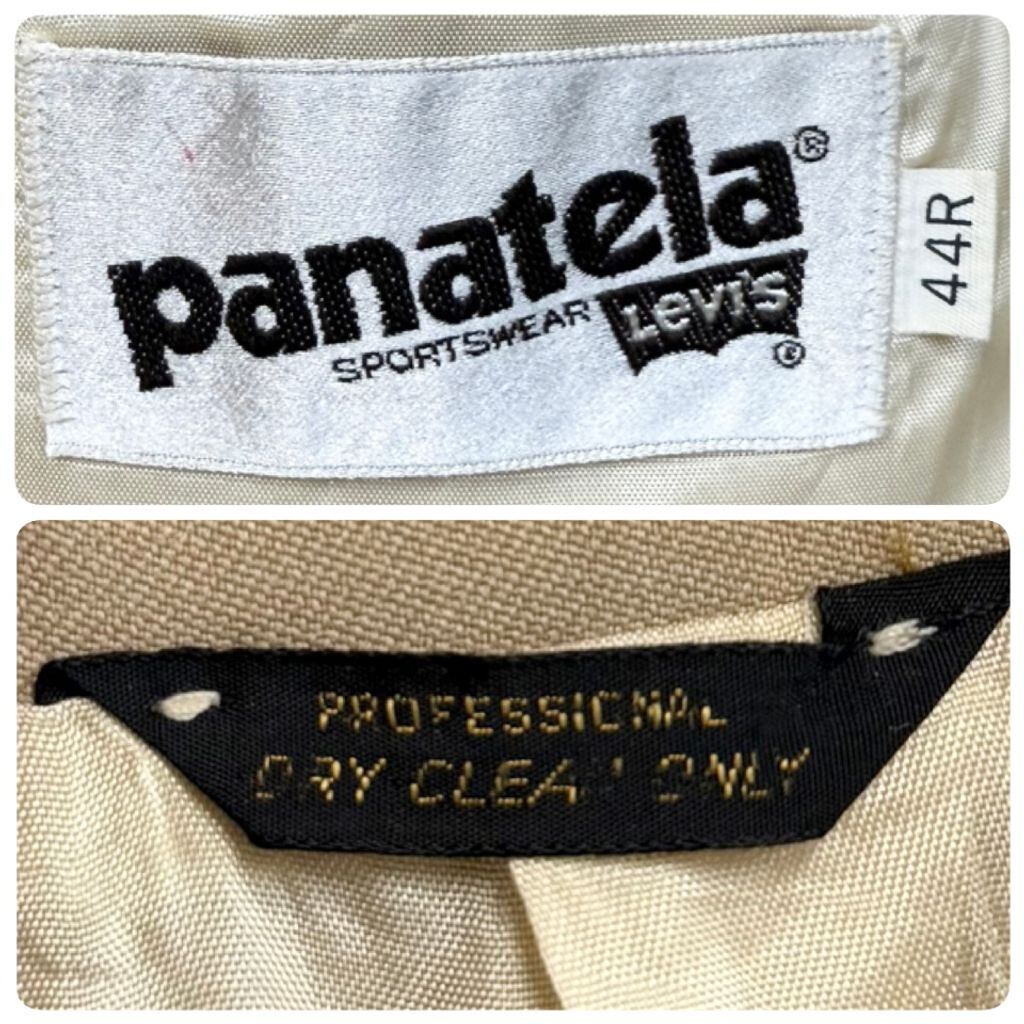 panatela®
SPORTSWEAR
Levi's
®
44R
PROFESSIONAL
DRY CLEAN ONLY